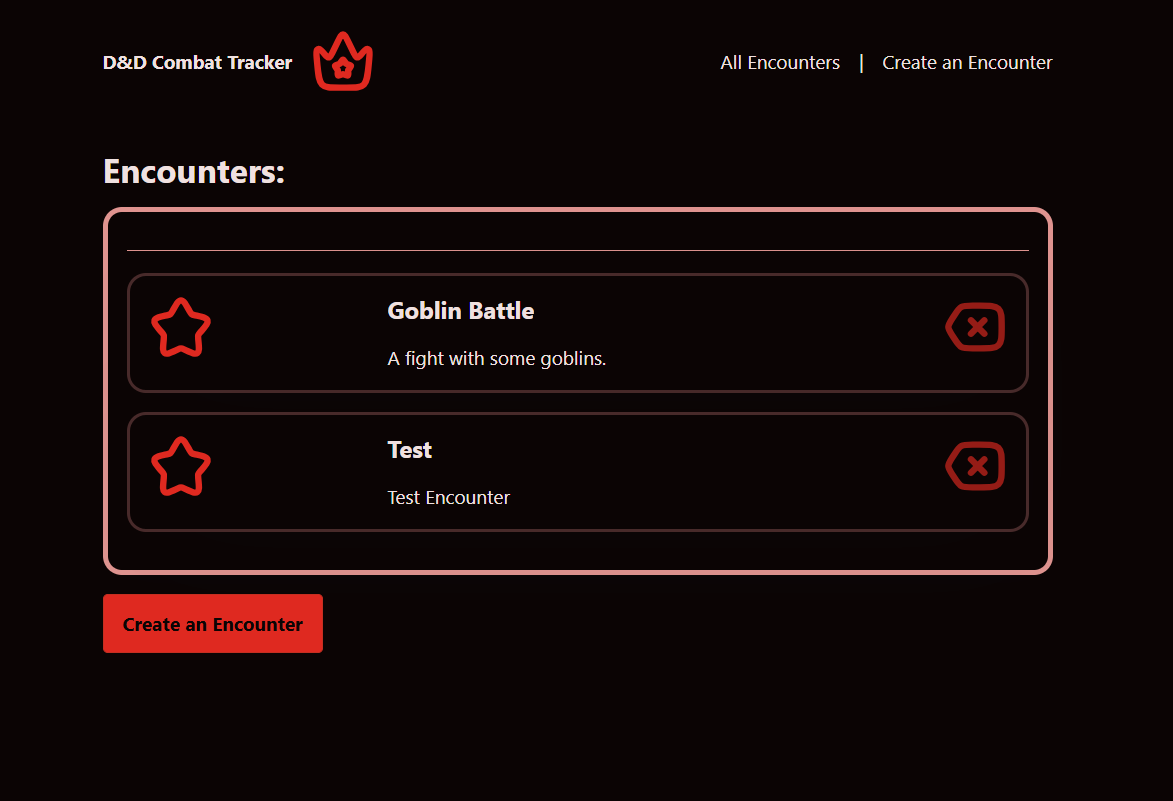 D&D Combat Tracker
All Encounters | Create an Encounter
Encounters:
Goblin Battle
A fight with some goblins.
Test
Test Encounter
Create an Encounter